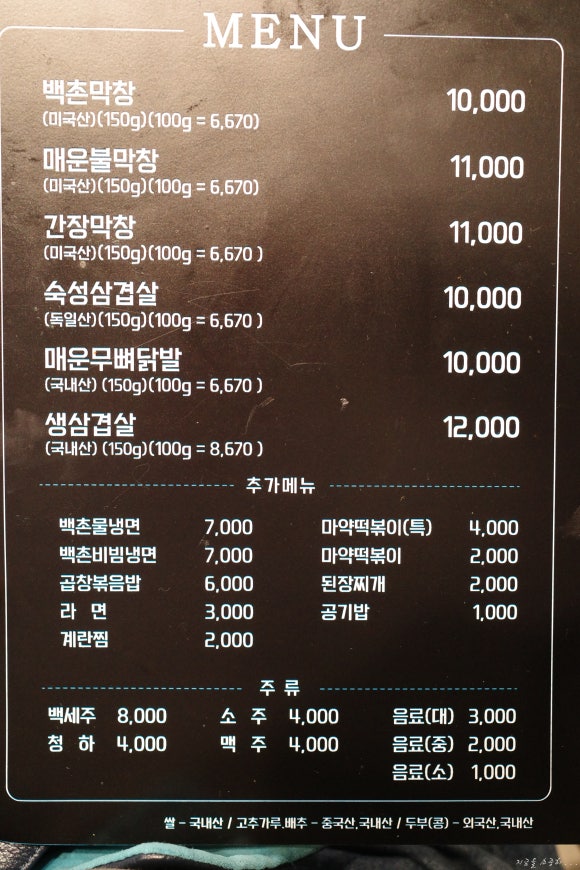 MENU
백촌막창 10,000
(미국산)(150g)(100g = 6,670)
매운불막창 11,000
(미국산)(150g)(100g = 6,670)
간장막창 11,000
(미국산)(150g)(100g = 6,670 )
숙성삼겹살 10,000
(독일산)(150g)(100g = 6,670 )
매운무뼈닭발 10,000
(국내산) (150g)(100g = 6,670 )
생삼겹살 12,000
(국내산) (150g)(100g = 8,670 )
추가메뉴
백촌물냉면 7,000 마약떡볶이(특) 4,000
백촌비빔냉면 7,000 마약떡볶이 2,000
곱창볶음밥 6,000 된장찌개 2,000
라 면 3,000 공기밥 1,000
계란찜 2,000
주 류
백세주 8,000 소 주 4,000 음료(대) 3,000
청 하 4,000 맥 주 4,000 음료(중) 2,000
음료(소) 1,000
쌀 – 국내산 / 고추가루.배추 – 중국산.국내산 / 두부(콩) – 외국산.국내산